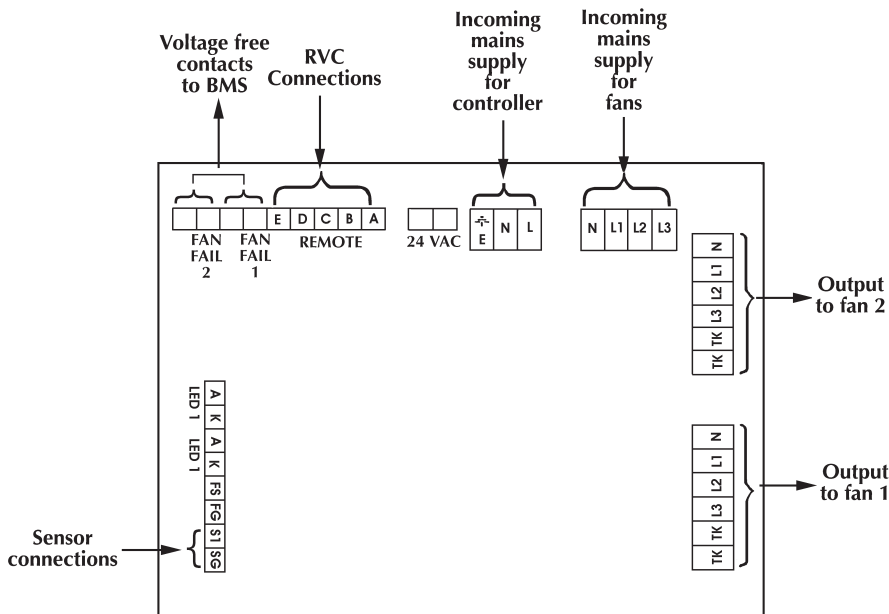 Voltage free
contacts
to BMS
RVC
Connections
Incoming
mains
supply
for
controller
Incoming
mains
supply
for
fans
E D C B A
FAN
FAIL
2
FAN
FAIL
1
REMOTE
24 VAC
E N L
N L1 L2 L3
N
L1
L2
L3
TK
TK
Output
to fan 2
LED 1
LED 1
A
K
A
K
FS
FG
S1
SG
Sensor
connections
N
L1
L2
L3
TK
TK
Output
to fan 1